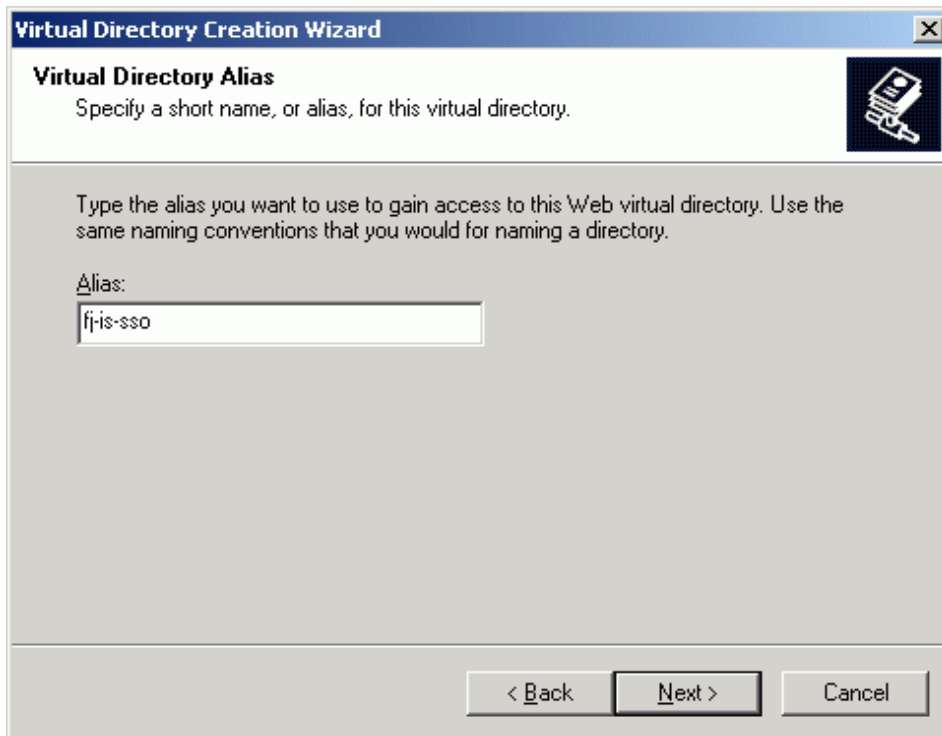 Virtual Directory Creation Wizard
Virtual Directory Alias
Specify a short name, or alias, for this virtual directory.
Type the alias you want to use to gain access to this Web virtual directory. Use the
same naming conventions that you would for naming a directory.
Alias:
fj-is-sso
< Back
Next >
Cancel